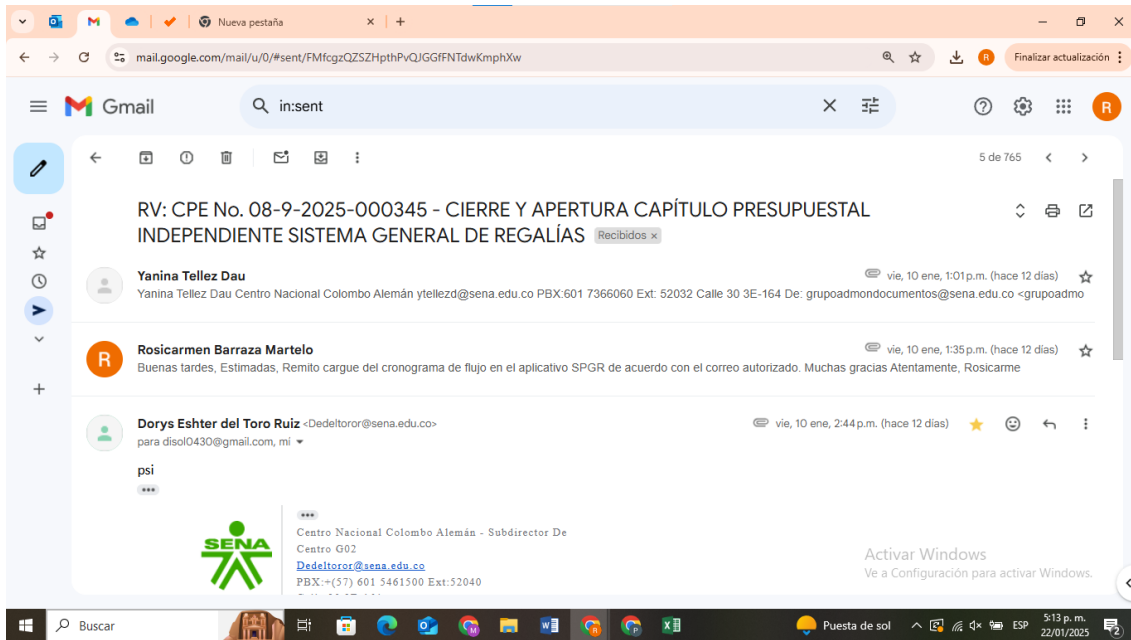 Nueva pestaña
mail.google.com/mail/u/0/#sent/FMfcgzQZSZHpthPvQJGGfFNTdwKmphXw
R
Finalizar actualización
Gmail
in:sent
R
5 de 765
RV: CPE No. 08-9-2025-000345 - CIERRE Y APERTURA CAPÍTULO PRESUPUESTAL
INDEPENDIENTE SISTEMA GENERAL DE REGALÍAS Recibidos ×
Yanina Tellez Dau
vie, 10 ene, 1:01 p.m. (hace 12 días)
Yanina Tellez Dau Centro Nacional Colombo Alemán ytellezd@sena.edu.co PBX:601 7366060 Ext: 52032 Calle 30 3E-164 De: grupoadmondocumentos@sena.edu.co <grupoadmo
R
Rosicarmen Barraza Martelo
vie, 10 ene, 1:35 p.m. (hace 12 días)
Buenas tardes, Estimadas, Remito cargue del cronograma de flujo en el aplicativo SPGR de acuerdo con el correo autorizado. Muchas gracias Atentamente, Rosicarme
Dorys Eshter del Toro Ruiz <Dedeltoror@sena.edu.co>
vie, 10 ene, 2:44 p.m. (hace 12 días)
para disol0430@gmail.com, mí
psi
SENA
Centro Nacional Colombo Alemán - Subdirector De
Centro G02
Dedeltoror@sena.edu.co
PBX:+(57) 601 5461500 Ext:52040
Activar Windows
Ve a Configuración para activar Windows.
Buscar
Puesta de sol
ESP
5:13 p. m.
22/01/2025
2